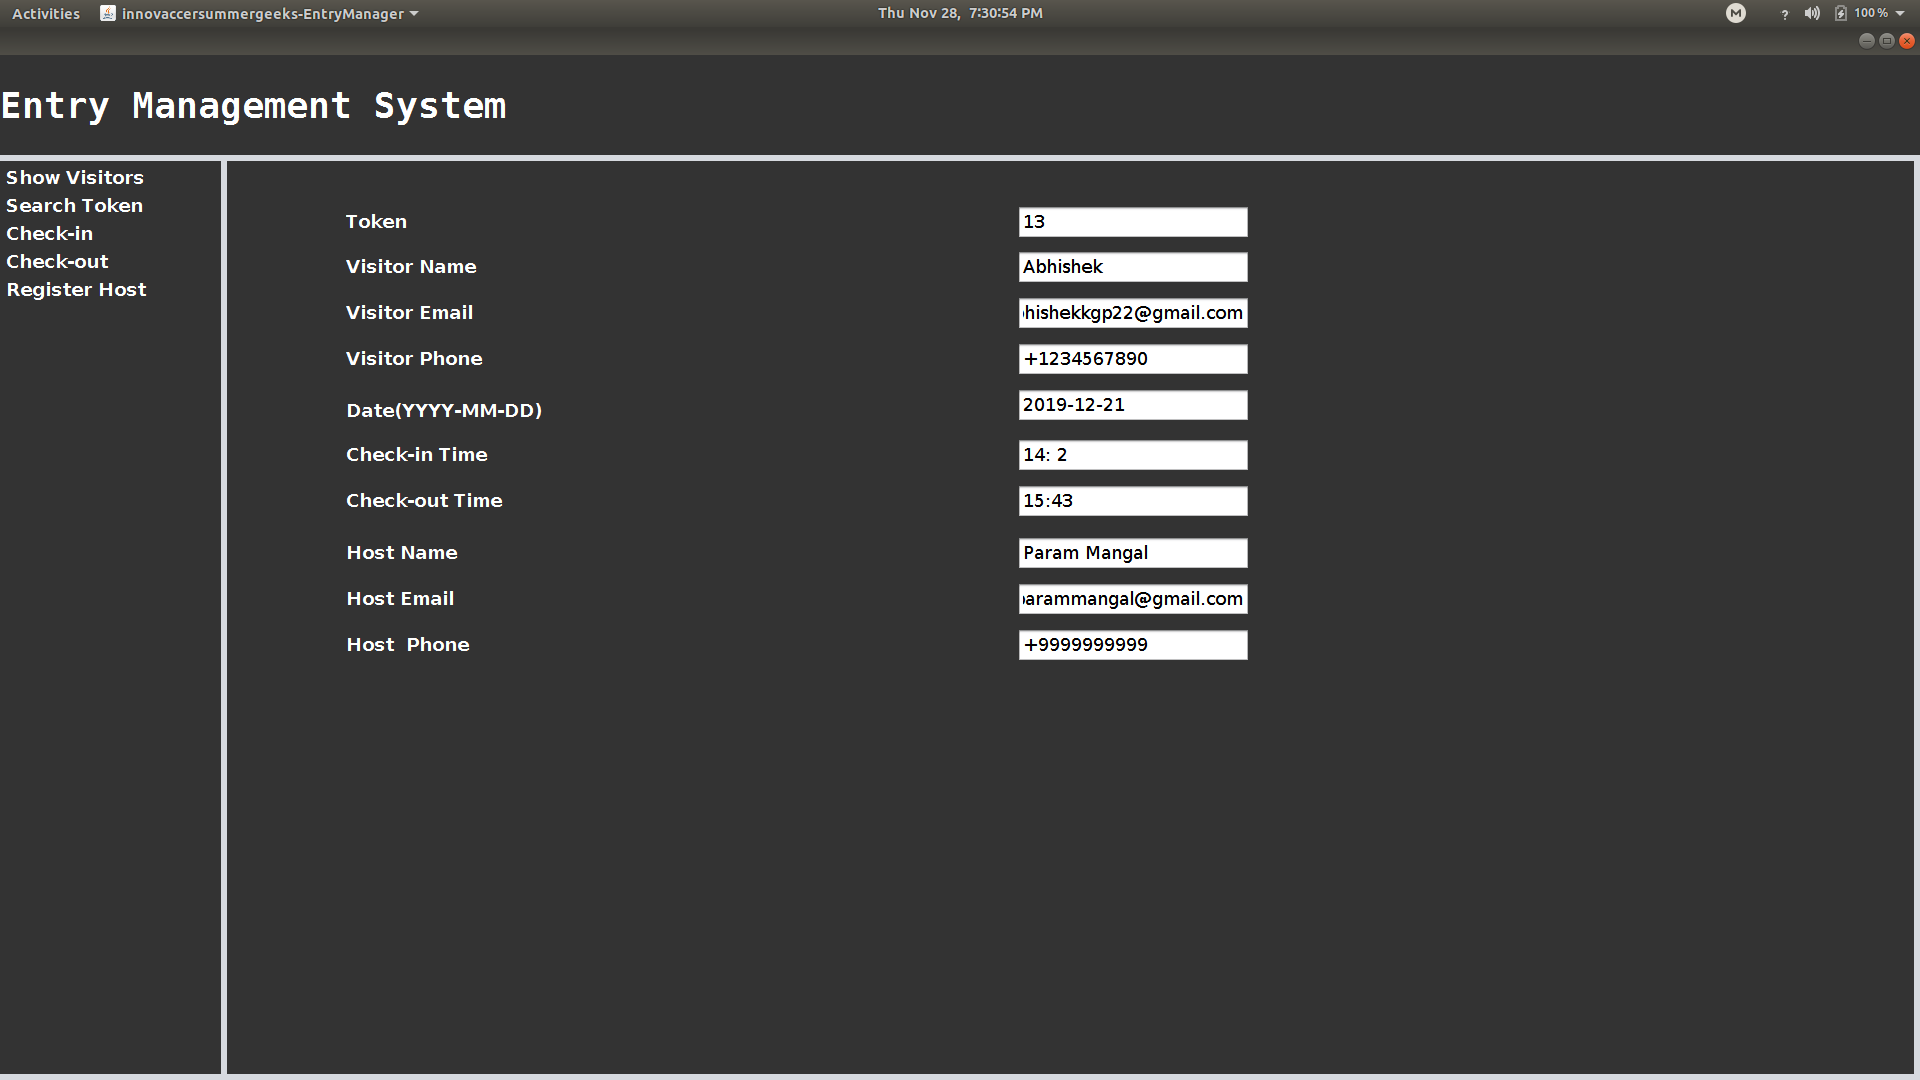 Activities innovaccersummergeeks-EntryManager Thu Nov 28, 7:30:54 PM M ? 100 %
Entry Management System
Show Visitors
Search Token
Check-in
Check-out
Register Host
Token 13
Visitor Name Abhishek
Visitor Email hishekkgp22@gmail.com
Visitor Phone +1234567890
Date(YYYY-MM-DD) 2019-12-21
Check-in Time 14: 2
Check-out Time 15:43
Host Name Param Mangal
Host Email parammangal@gmail.com
Host  Phone +9999999999